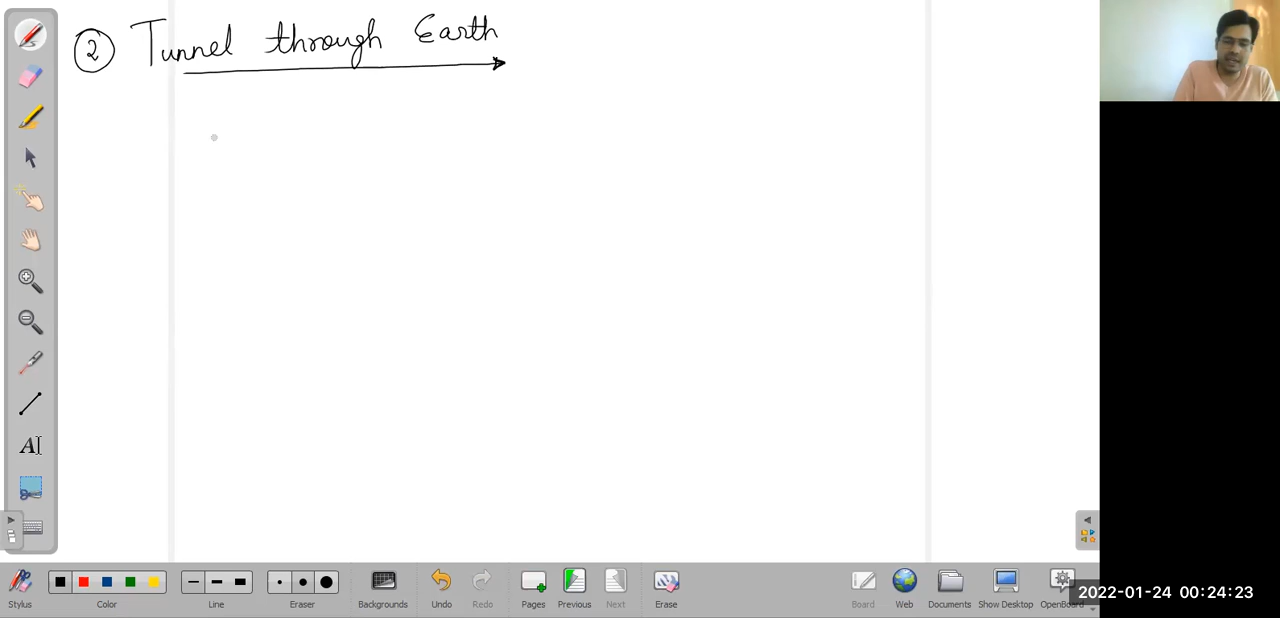 ② Tunnel through Earth
A
Stylus
Color
Line
Eraser
Backgrounds
Undo
Redo
Pages
Previous
Next
Erase
Board
Web
Documents
Show Desktop
OpenBoard
2022-01-24 00:24:23